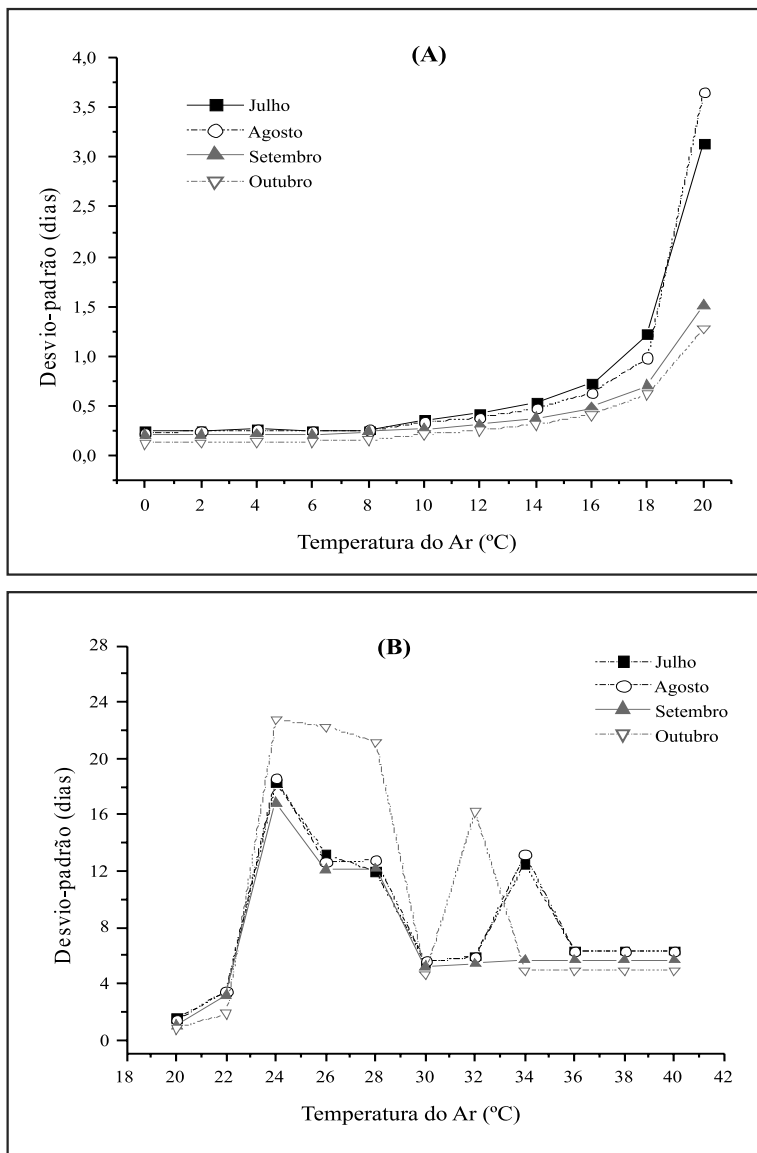 (A)
4,0
3,5
3,0
2,5
2,0
1,5
1,0
0,5
0,0
Desvio-padrão (dias)
Julho
Agosto
Setembro
Outubro
0 2 4 6 8 10 12 14 16 18 20
Temperatura do Ar (ºC)
(B)
28
24
20
16
12
8
4
0
Desvio-padrão (dias)
Julho
Agosto
Setembro
Outubro
18 20 22 24 26 28 30 32 34 36 38 40 42
Temperatura do Ar (ºC)